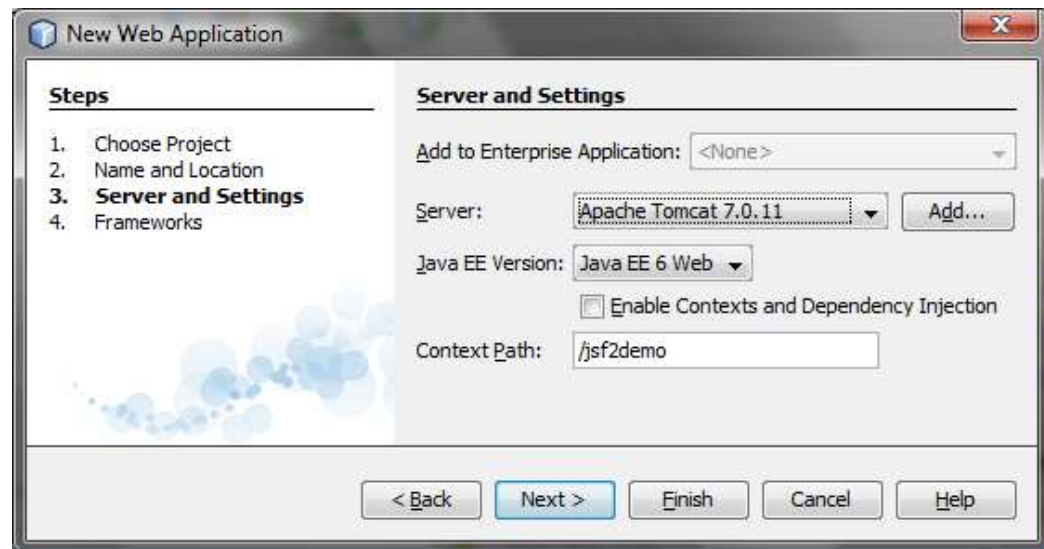 New Web Application
Steps
1. Choose Project
2. Name and Location
3. Server and Settings
4. Frameworks
Server and Settings
Add to Enterprise Application: <None>
Server: Apache Tomcat 7.0.11 Add...
Java EE Version: Java EE 6 Web
Enable Contexts and Dependency Injection
Context Path: /jsf2demo
< Back Next > Finish Cancel Help